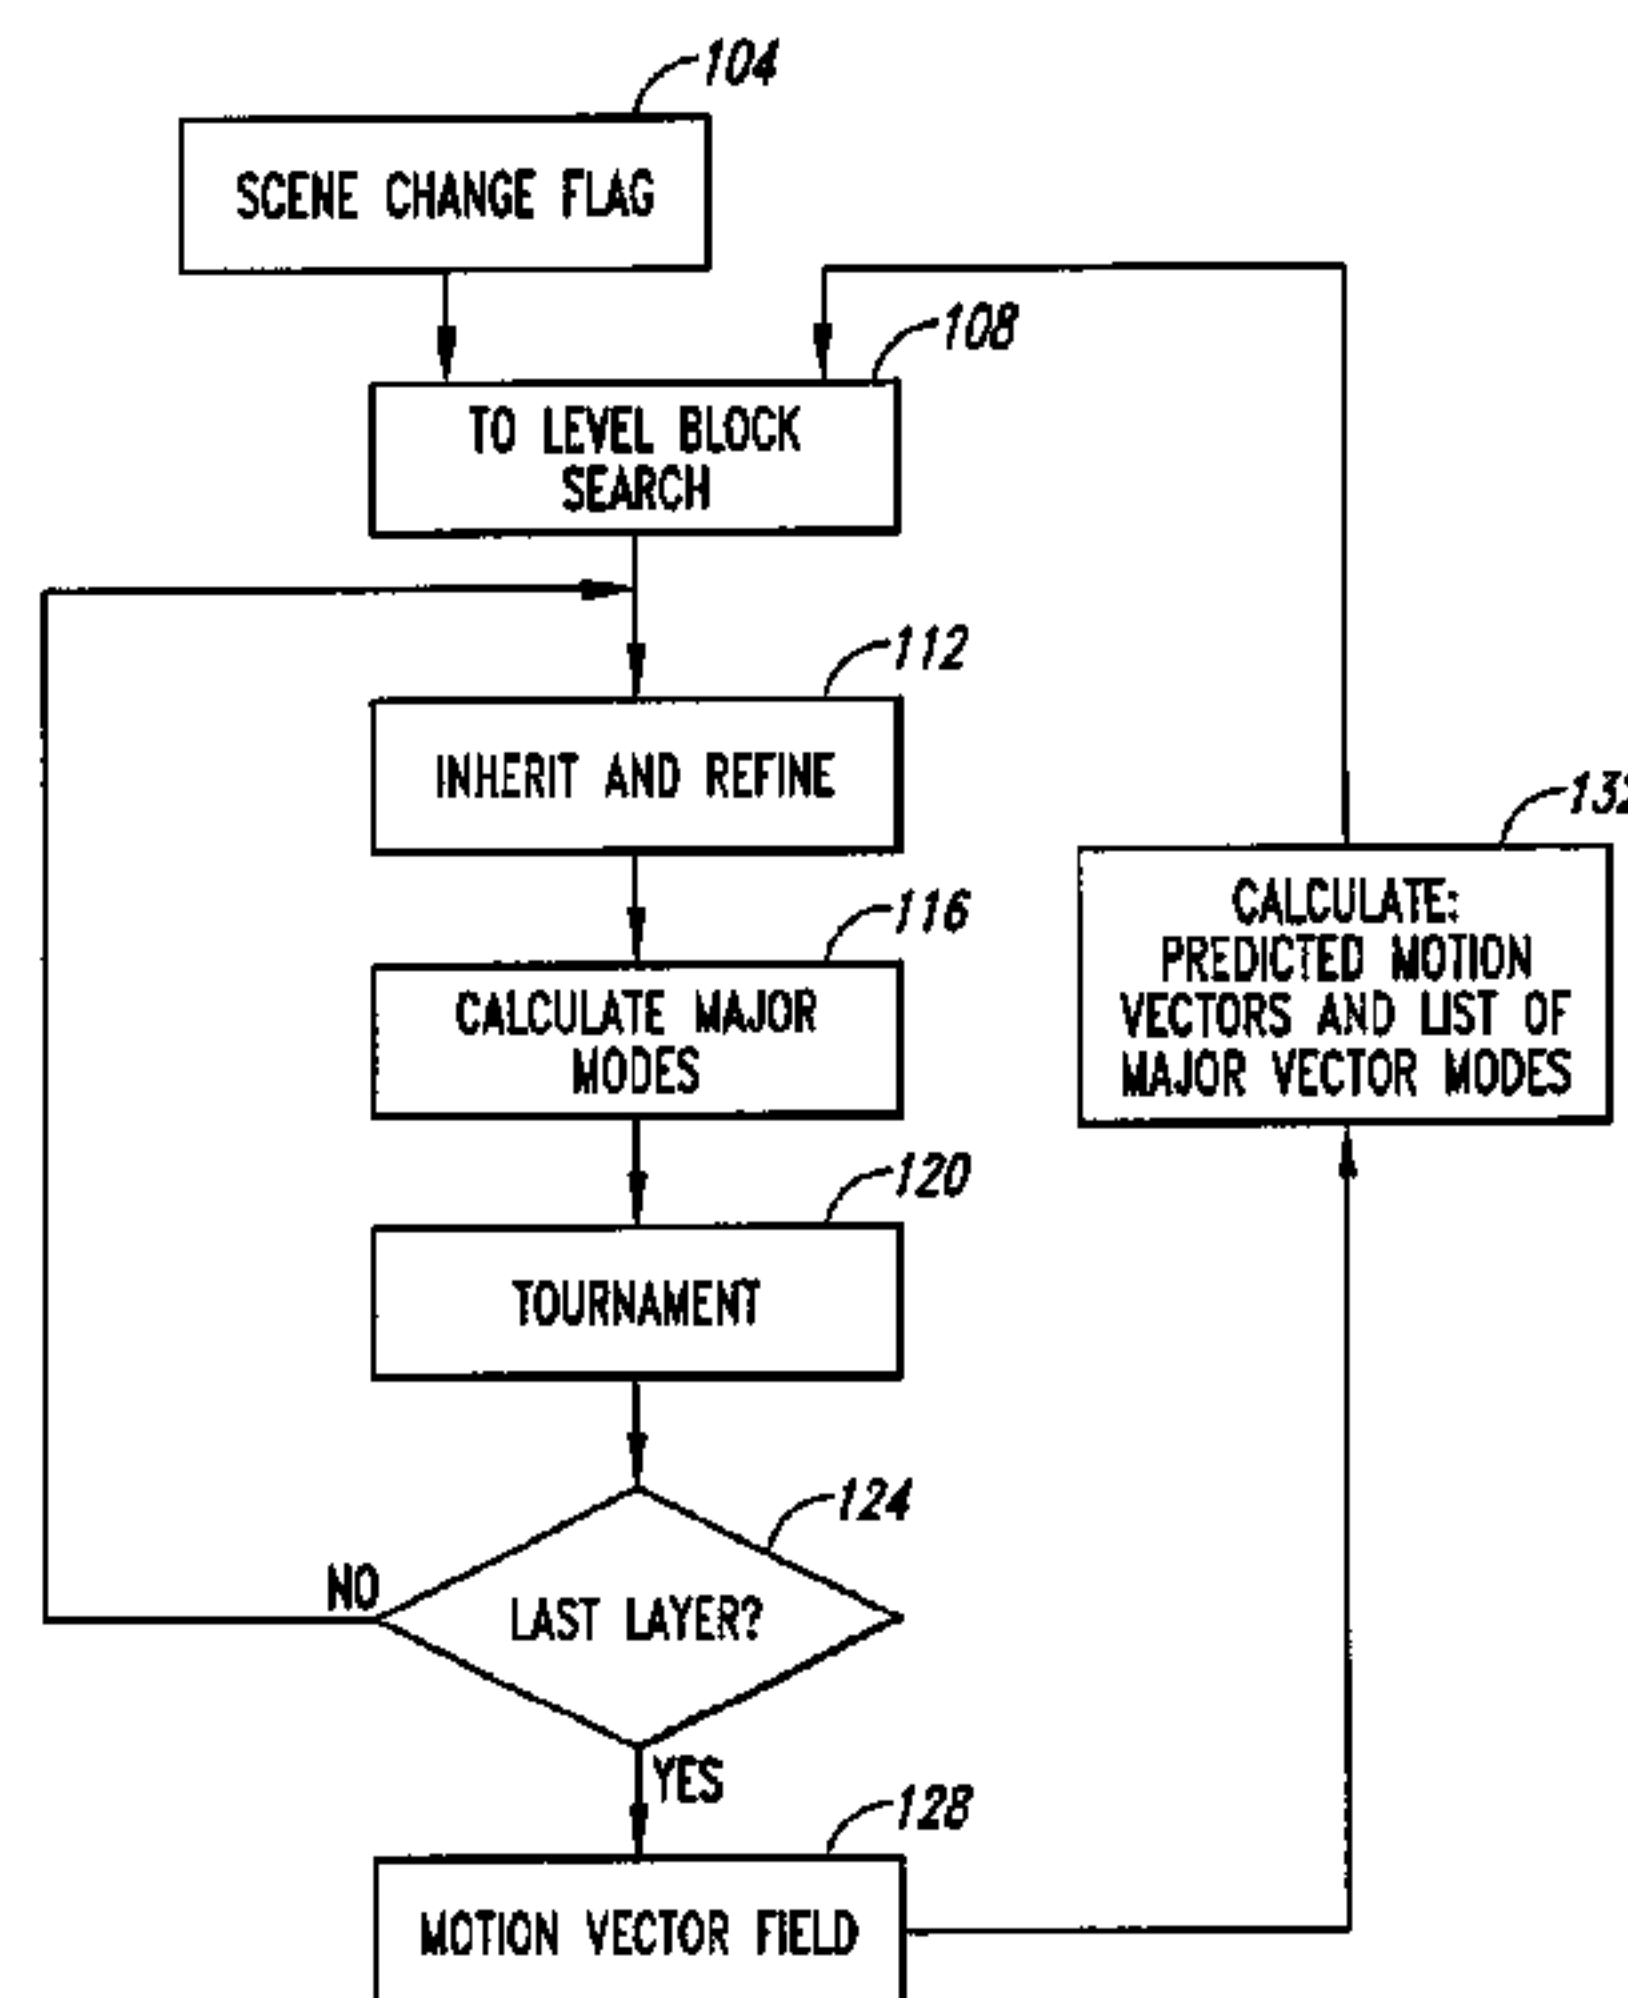 104
SCENE CHANGE FLAG
108
TO LEVEL BLOCK
SEARCH
112
INHERIT AND REFINE
116
CALCULATE MAJOR
MODES
120
TOURNAMENT
124
LAST LAYER?
NO
YES
128
MOTION VECTOR FIELD
132
CALCULATE:
PREDICTED MOTION
VECTORS AND LIST OF
MAJOR VECTOR MODES